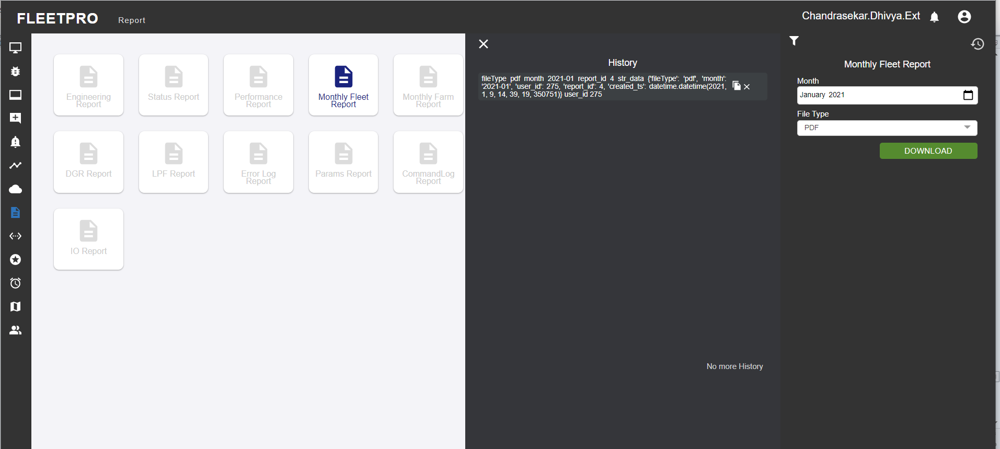 FLEETPRO
Report
Chandrasekar.Dhivya.Ext
Engineering
Report
Status Report
Performance
Report
Monthly Fleet
Report
Monthly Farm
Report
DGR Report
LPF Report
Error Log
Report
Params Report
CommandLog
Report
IO Report
History
fileType pdf month 2021-01 report_id 4 str_data {'fileType': 'pdf', 'month':
'2021-01', 'user_id': 275, 'report_id': 4, 'created_ts': datetime.datetime(2021,
1, 9, 14, 39, 19, 350751)} user_id 275
No more History
Monthly Fleet Report
Month
January 2021
File Type
PDF
DOWNLOAD